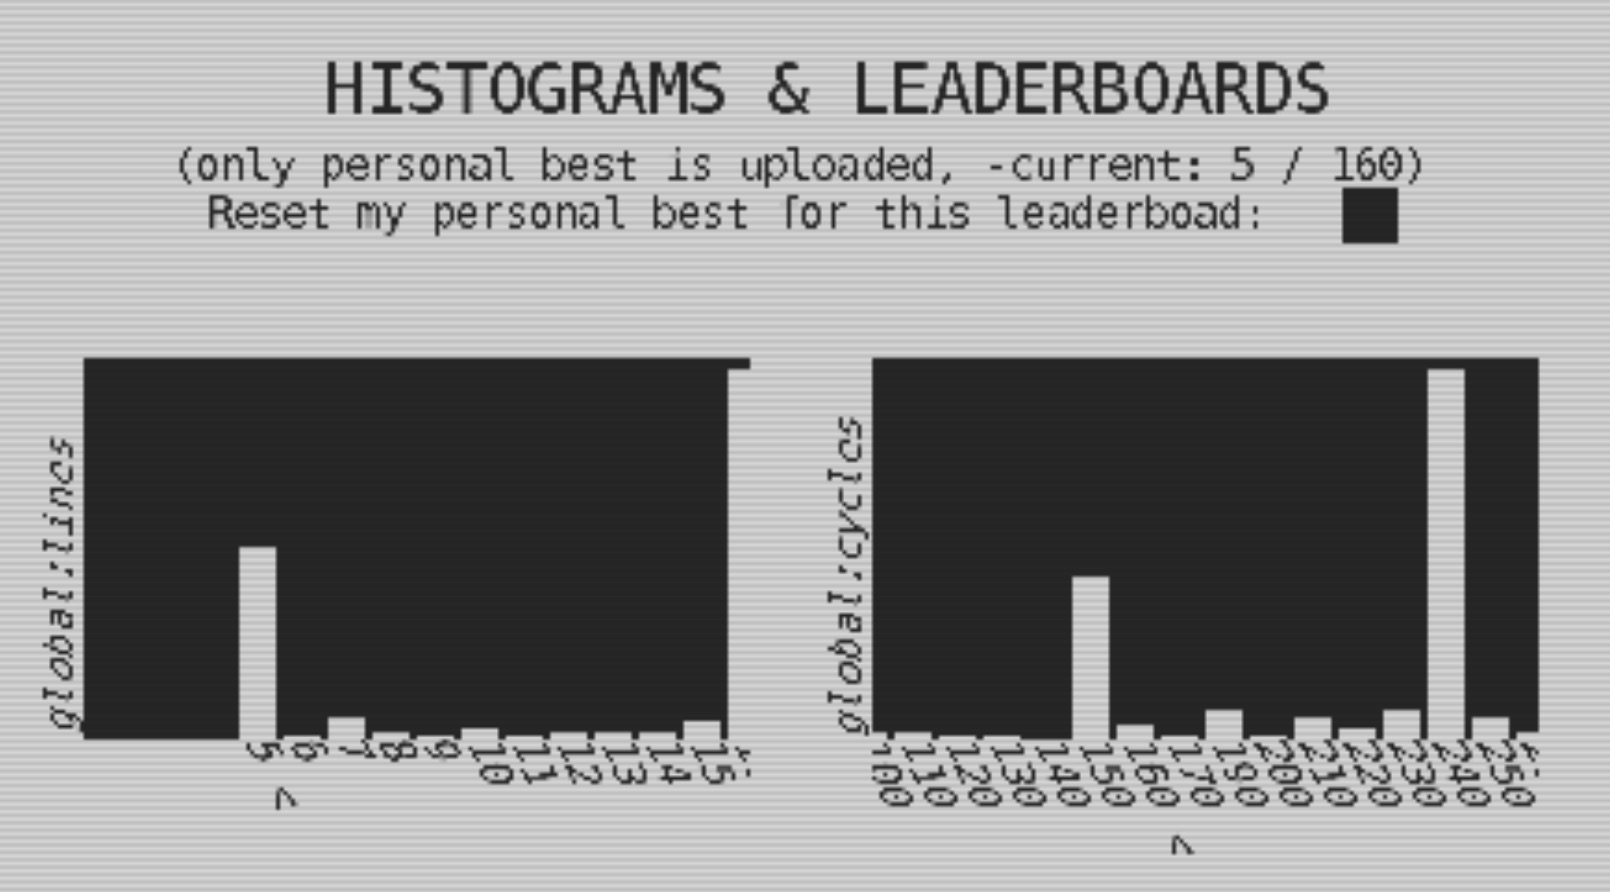 HISTOGRAMS & LEADERBOARDS
(only personal best is uploaded, -current: 5 / 160)
Reset my personal best for this leaderboad:
global:lines
5 6 7 8 9 10 11 12 13 14 15 +:
^
global:cycles
100 110 120 130 140 150 160 170 190 200 210 220 230 240 250 +:
^